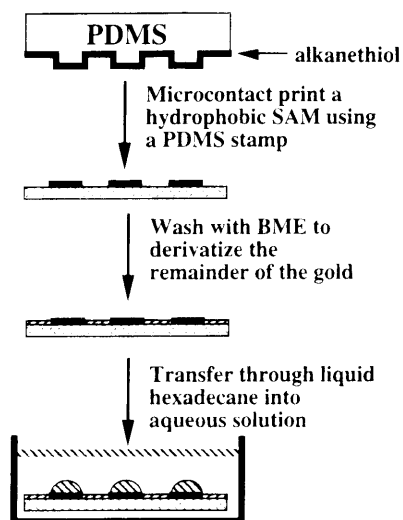 PDMS
alkanethiol
Microcontact print a
hydrophobic SAM using
a PDMS stamp
Wash with BME to
derivatize the
remainder of the gold
Transfer through liquid
hexadecane into
aqueous solution